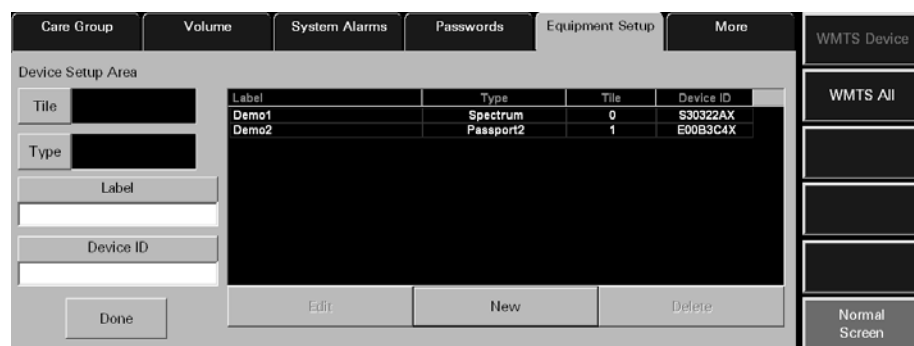 Care Group Volume System Alarms Passwords Equipment Setup More
WMTS Device
Device Setup Area
Tile
Label Type Tile Device ID
WMTS All
Demo1 Spectrum 0 S30322AX
Demo2 Passport2 1 E00B3C4X
Type
Label
Device ID
Edit New Delete
Done
Normal
Screen